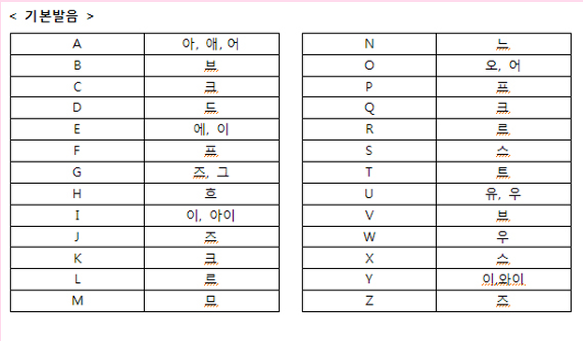 < 기본발음 >
A 아, 애, 어
B 브
C 크
D 드
E 에, 이
F 프
G 즈, 그
H 흐
I 이, 아이
J 즈
K 크
L 르
M 므
N 느
O 오, 어
P 프
Q 크
R 르
S 스
T 트
U 유, 우
V 브
W 우
X 스
Y 이,와이
Z 즈